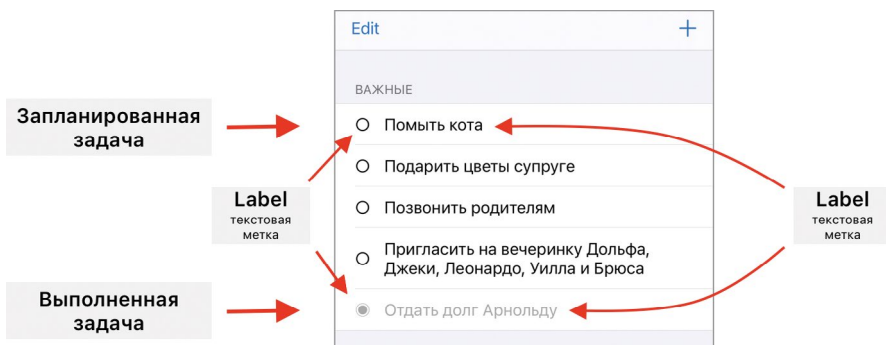 Edit +
ВАЖНЫЕ
Запланированная
задача
Помыть кота
Подарить цветы супруге
Label
текстовая
метка
Label
текстовая
метка
Позвонить родителям
Пригласить на вечеринку Дольфа,
Джеки, Леонардо, Уилла и Брюса
Выполненная
задача
Отдать долг Арнольду